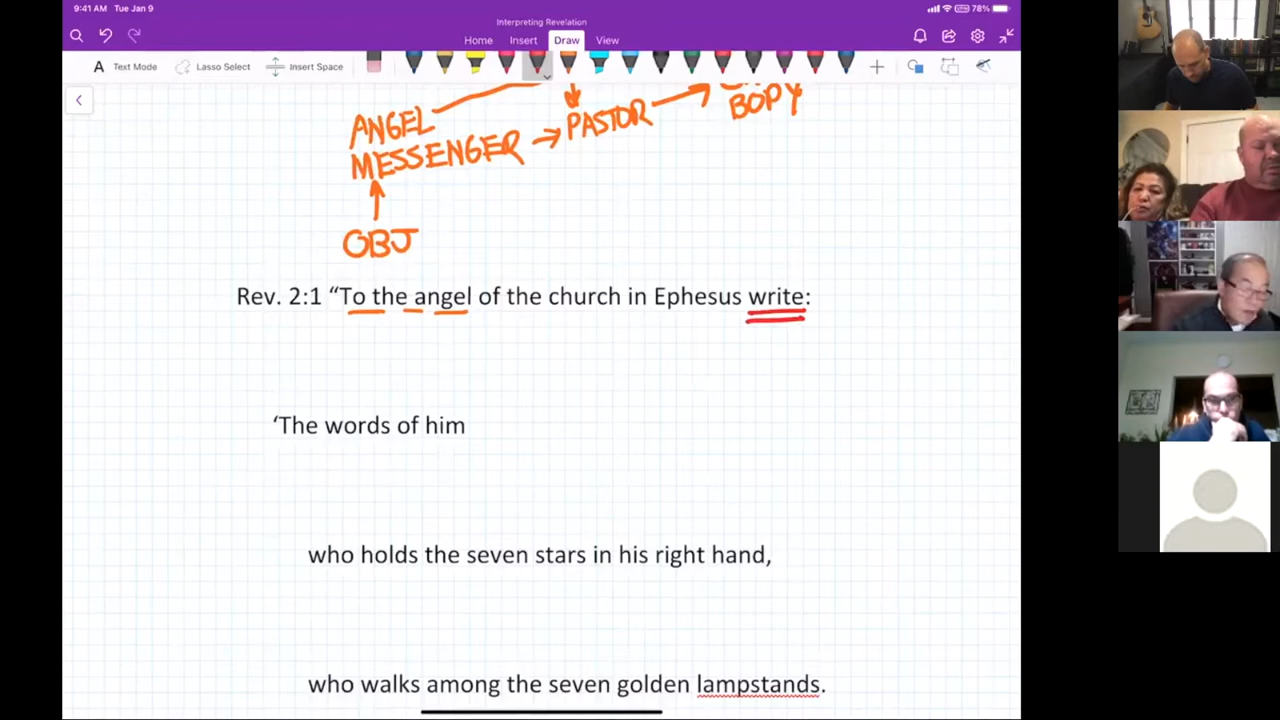 9:41 AM Tue Jan 9
78%
Interpreting Revelation
Home Insert Draw View
A Text Mode Lasso Select Insert Space
ANGEL
MESSENGER → PASTOR
BODY
OBJ
Rev. 2:1 “To the angel of the church in Ephesus write:
‘The words of him
who holds the seven stars in his right hand,
who walks among the seven golden lampstands.